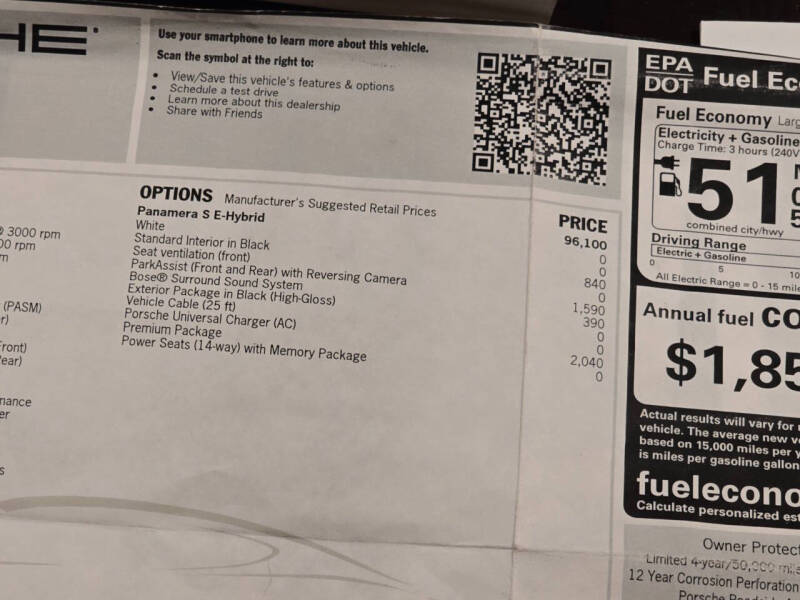 HE
Use your smartphone to learn more about this vehicle.
Scan the symbol at the right to:
• View/Save this vehicle's features & options
• Schedule a test drive
• Learn more about this dealership
• Share with Friends
@ 3000 rpm
00 rpm
m
(PASM)
r)
Front)
ear)
nance
er
s
OPTIONS Manufacturer's Suggested Retail Prices PRICE
Panamera S E-Hybrid 96,100
White 0
Standard Interior in Black 0
Seat ventilation (front) 840
ParkAssist (Front and Rear) with Reversing Camera 0
Bose® Surround Sound System 1,590
Exterior Package in Black (High-Gloss) 390
Vehicle Cable (25 ft) 0
Porsche Universal Charger (AC) 0
Premium Package 2,040
Power Seats (14-way) with Memory Package 0
EPA
DOT Fuel Ec
Fuel Economy Larg
Electricity + Gasoline
Charge Time: 3 hours (240V
51
combined city/hwy
Driving Range
Electric + Gasoline
0 5 10
All Electric Range = 0 - 15 mile
Annual fuel CO
$1,85
Actual results will vary for
vehicle. The average new v
based on 15,000 miles per y
is miles per gasoline gallon
fuelecono
Calculate personalized est
Owner Protect
Limited 4-year/50,000 mile
12 Year Corrosion Perforation